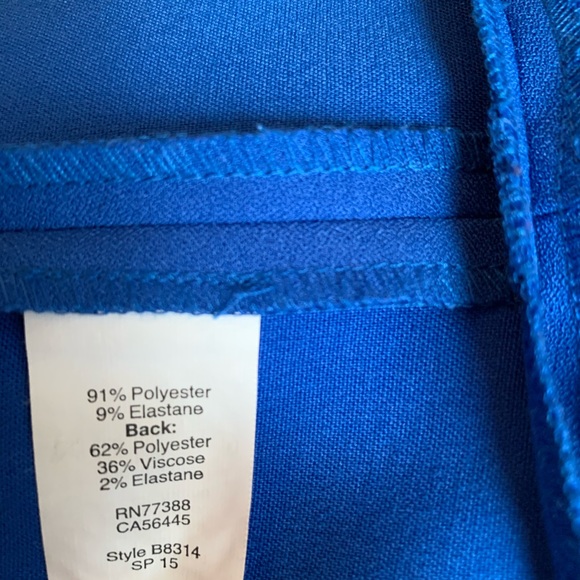 91% Polyester
9% Elastane
Back:
62% Polyester
36% Viscose
2% Elastane
RN77388
CA56445
Style B8314
SP 15